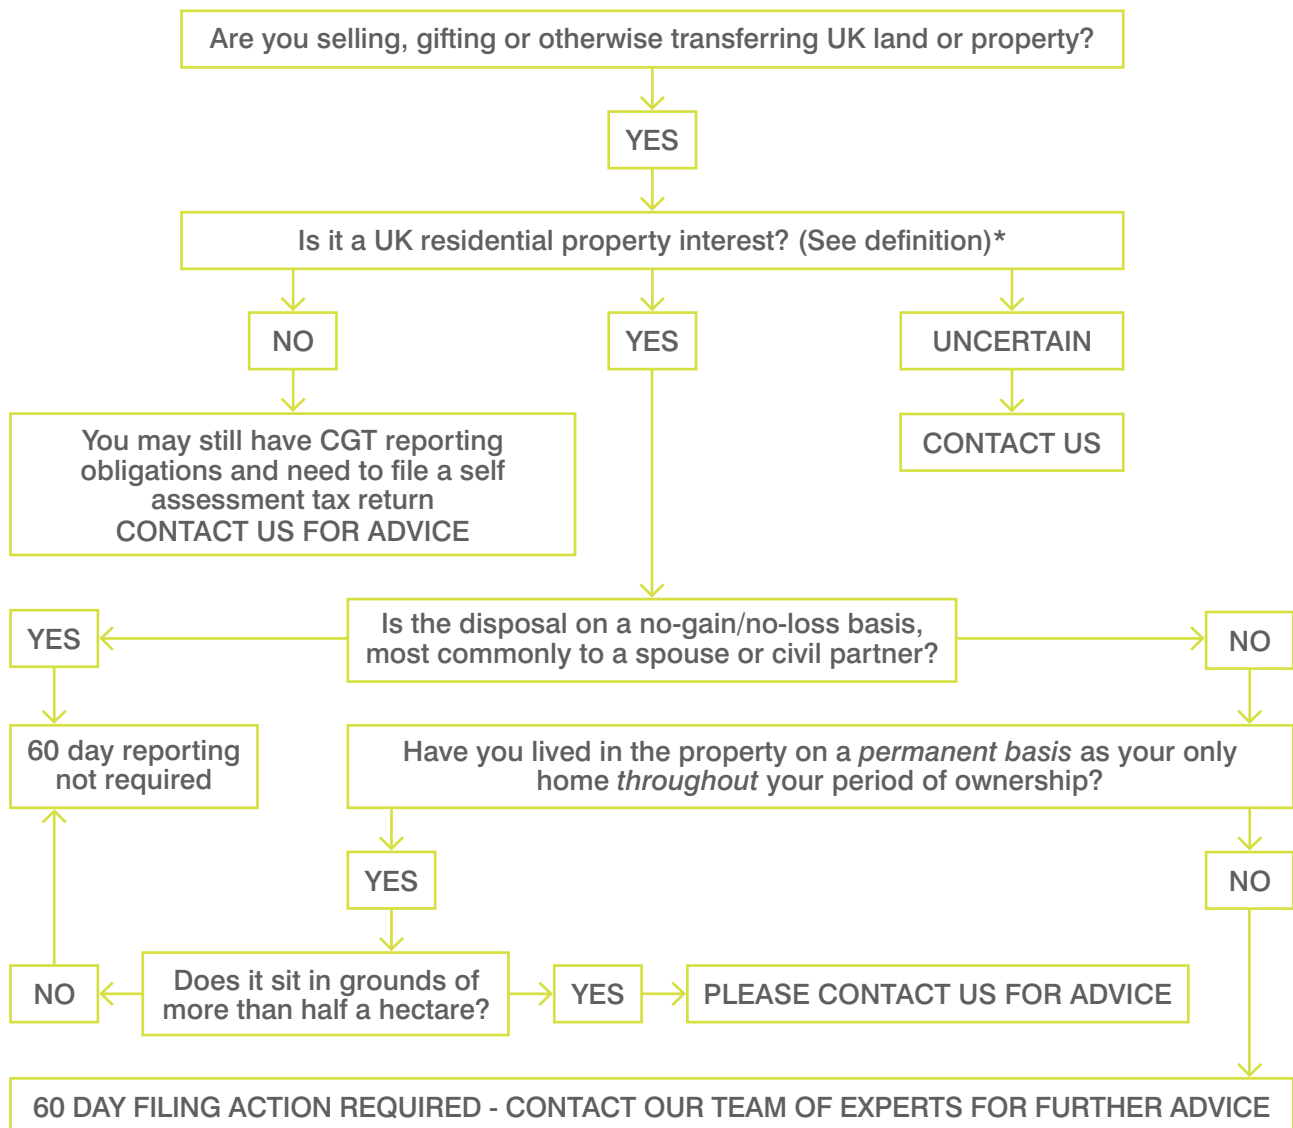 Are you selling, gifting or otherwise transferring UK land or property?
YES
Is it a UK residential property interest? (See definition)*
NO
YES
UNCERTAIN
You may still have CGT reporting
obligations and need to file a self
assessment tax return
CONTACT US FOR ADVICE
CONTACT US
YES
Is the disposal on a no-gain/no-loss basis,
most commonly to a spouse or civil partner?
NO
60 day reporting
not required
Have you lived in the property on a permanent basis as your only
home throughout your period of ownership?
YES
NO
NO
Does it sit in grounds of
more than half a hectare?
YES
PLEASE CONTACT US FOR ADVICE
60 DAY FILING ACTION REQUIRED - CONTACT OUR TEAM OF EXPERTS FOR FURTHER ADVICE